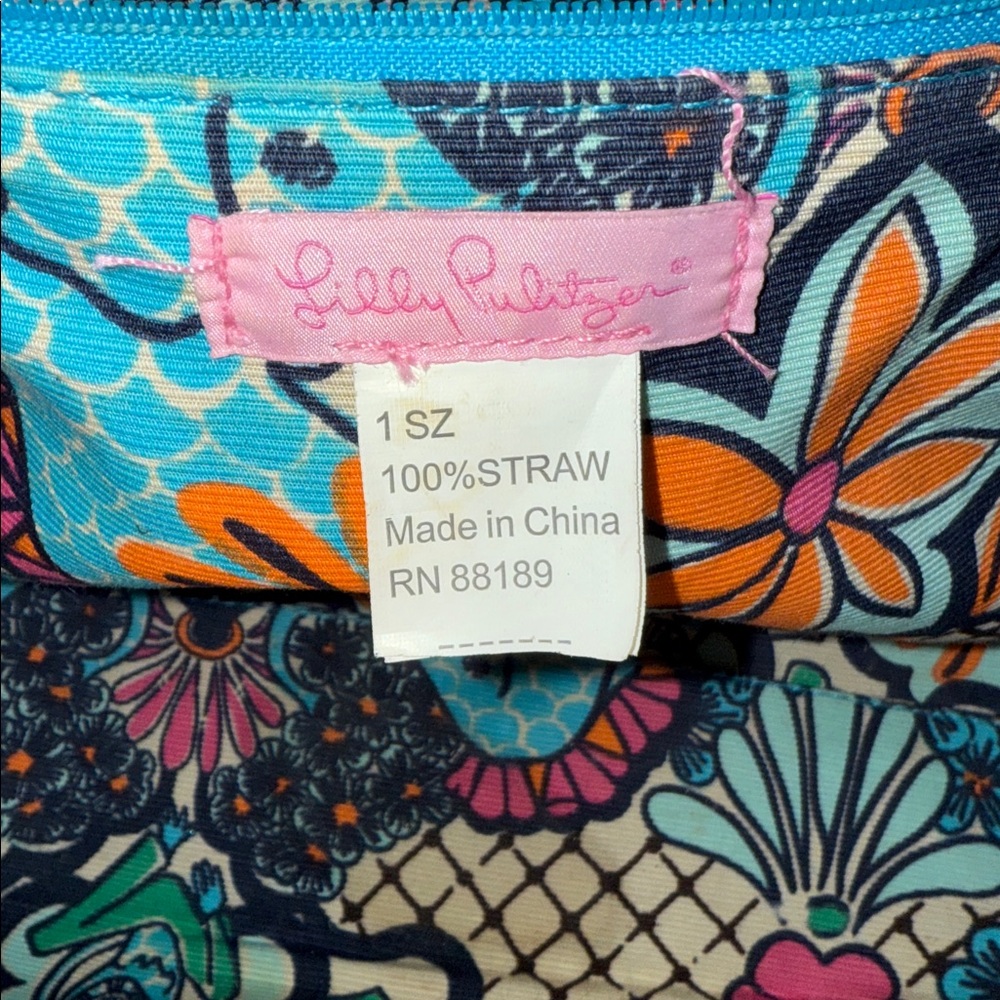 Lilly Pulitzer®
1 SZ
100%STRAW
Made in China
RN 88189